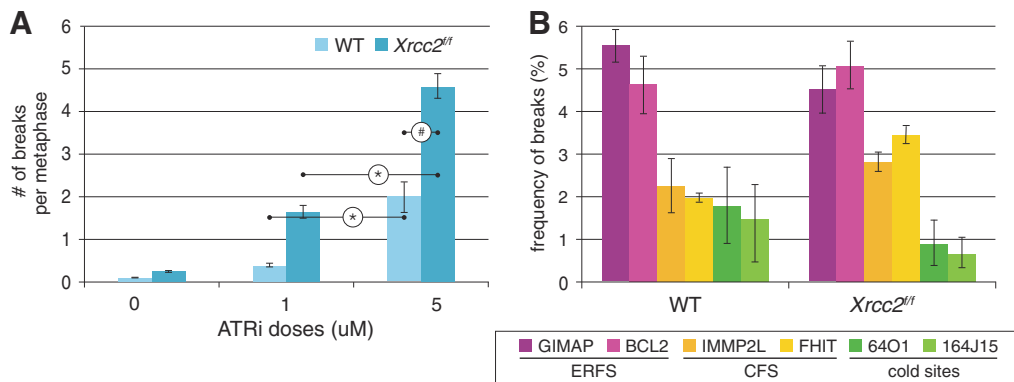 A
6
5
4
3
2
1
0
# of breaks
per metaphase
WT Xrcc2f/f
#
*
*
0 1 5
ATRi doses (uM)
B
6
5
4
3
2
1
0
frequency of breaks (%)
WT Xrcc2f/f
GIMAP BCL2 IMMP2L FHIT 64O1 164J15
ERFS CFS cold sites